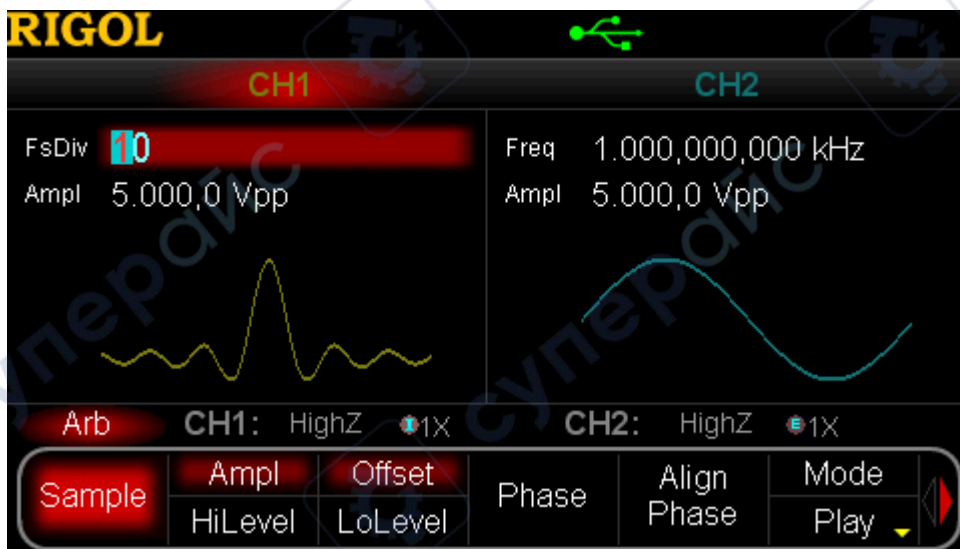 RIGOL
CH1 CH2
FsDiv 10 Freq 1.000,000,000 kHz
Ampl 5.000,0 Vpp Ampl 5.000,0 Vpp
Arb CH1: HighZ I 1X CH2: HighZ E 1X
Sample Ampl Offset Phase Align Phase Mode
HiLevel LoLevel Play
суперайс
суперайс